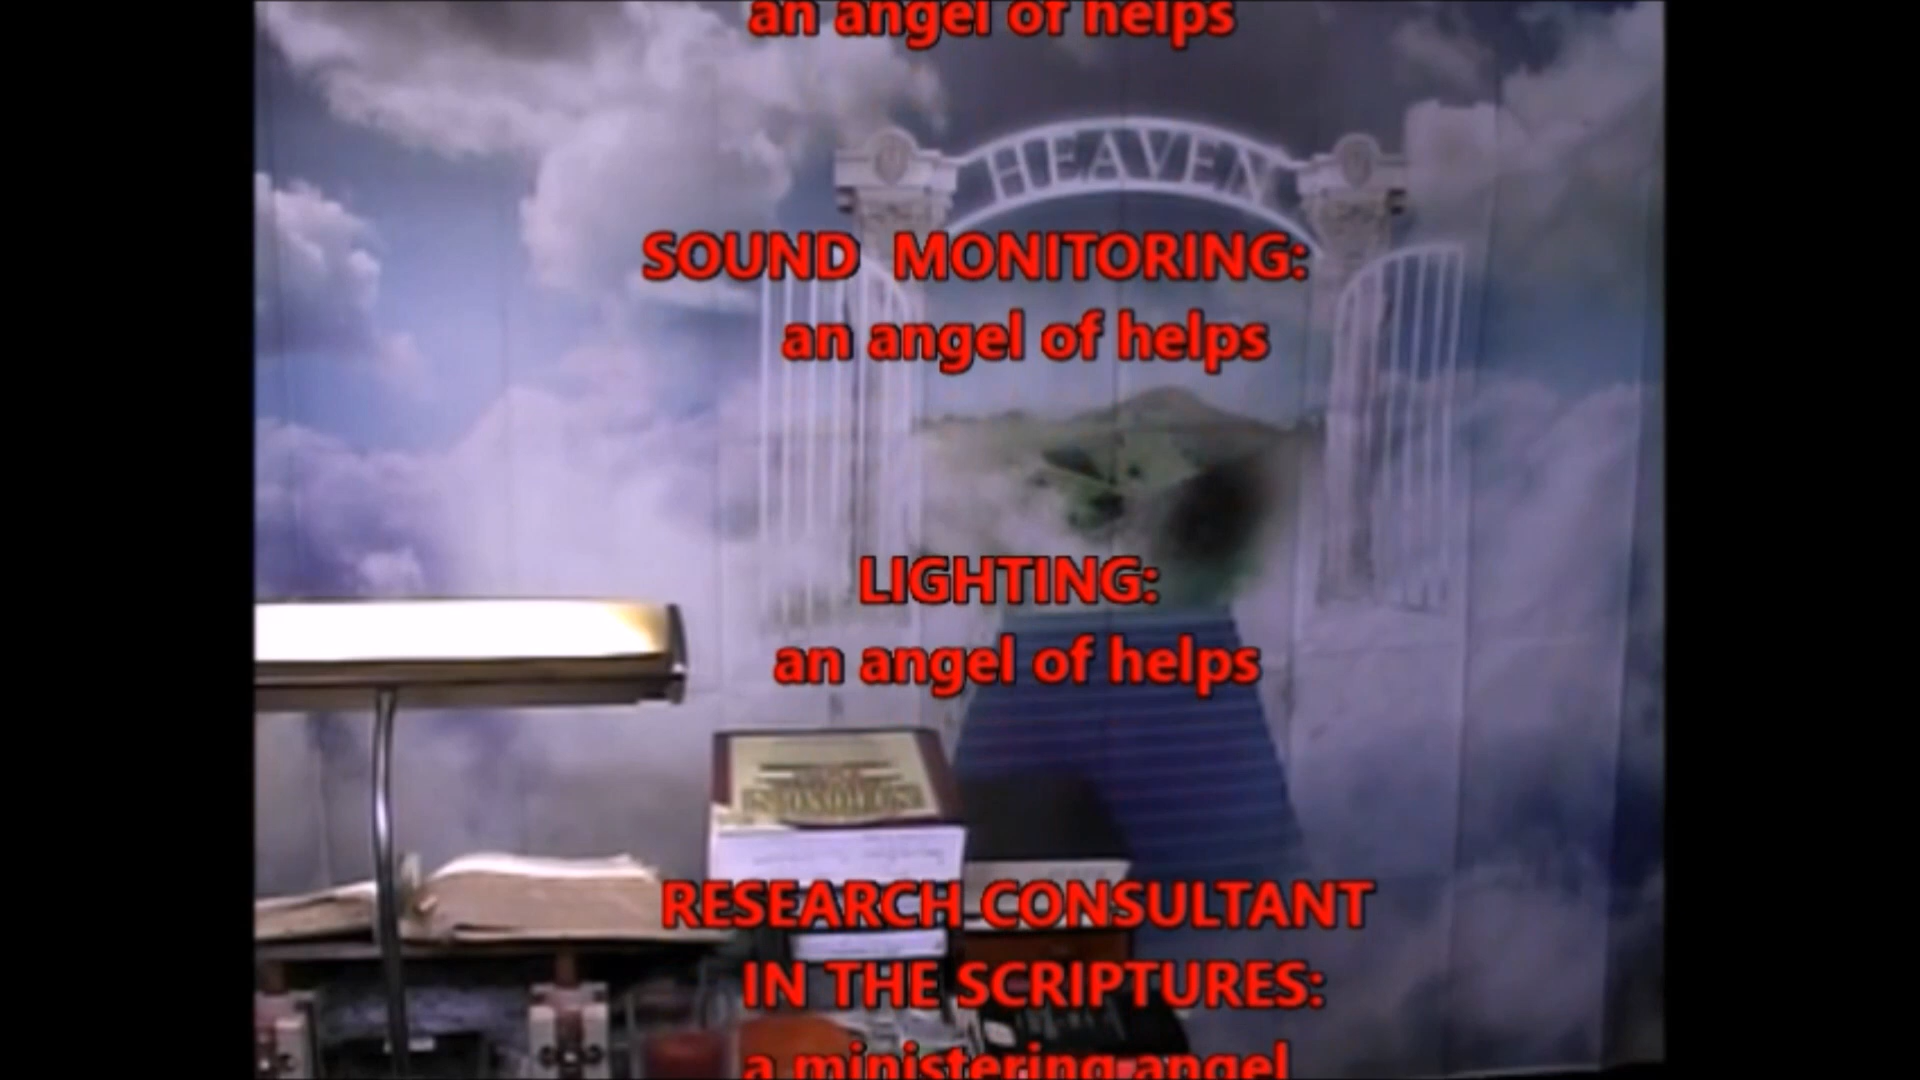 an angel of helps
HEAVEN
SOUND MONITORING:
an angel of helps
LIGHTING:
an angel of helps
RESEARCH CONSULTANT
IN THE SCRIPTURES:
a ministering angel